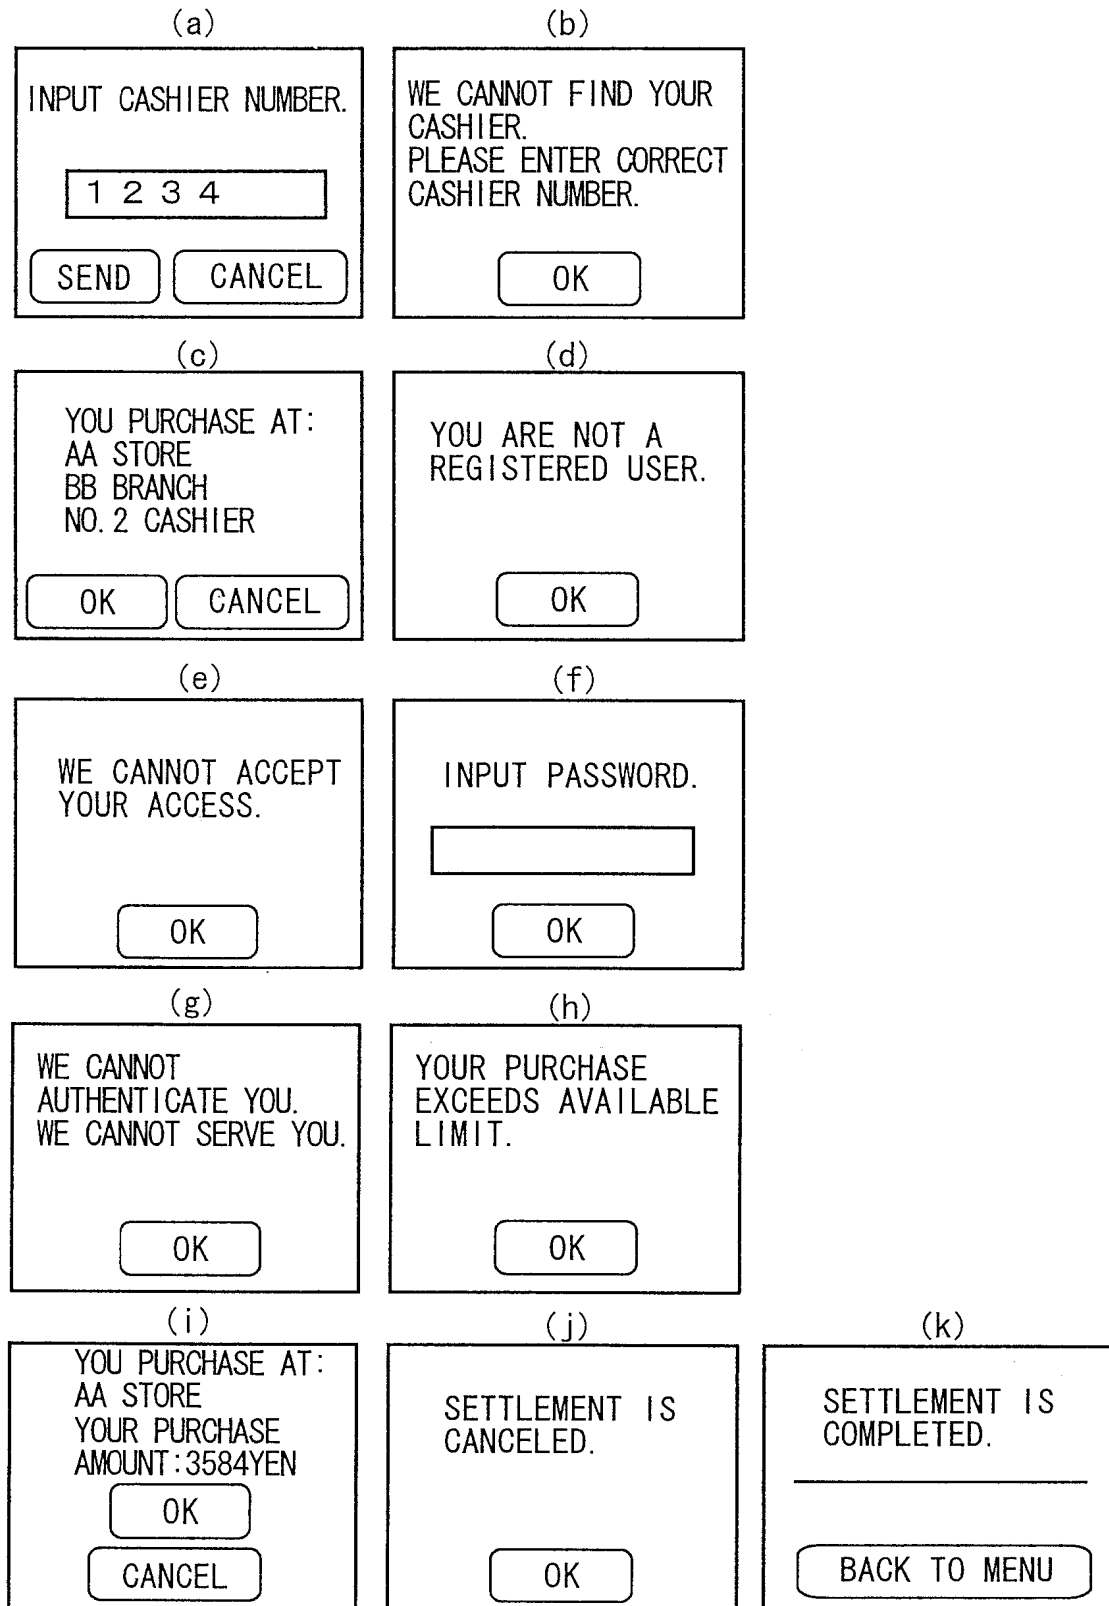 (a)
INPUT CASHIER NUMBER.
1234
SEND
CANCEL
(b)
WE CANNOT FIND YOUR
CASHIER.
PLEASE ENTER CORRECT
CASHIER NUMBER.
OK
(c)
YOU PURCHASE AT:
AA STORE
BB BRANCH
NO.2 CASHIER
OK
CANCEL
(d)
YOU ARE NOT A
REGISTERED USER.
OK
(e)
WE CANNOT ACCEPT
YOUR ACCESS.
OK
(f)
INPUT PASSWORD.
OK
(g)
WE CANNOT
AUTHENTICATE YOU.
WE CANNOT SERVE YOU.
OK
(h)
YOUR PURCHASE
EXCEEDS AVAILABLE
LIMIT.
OK
(i)
YOU PURCHASE AT:
AA STORE
YOUR PURCHASE
AMOUNT:3584YEN
OK
CANCEL
(j)
SETTLEMENT IS
CANCELED.
OK
(k)
SETTLEMENT IS
COMPLETED.
BACK TO MENU